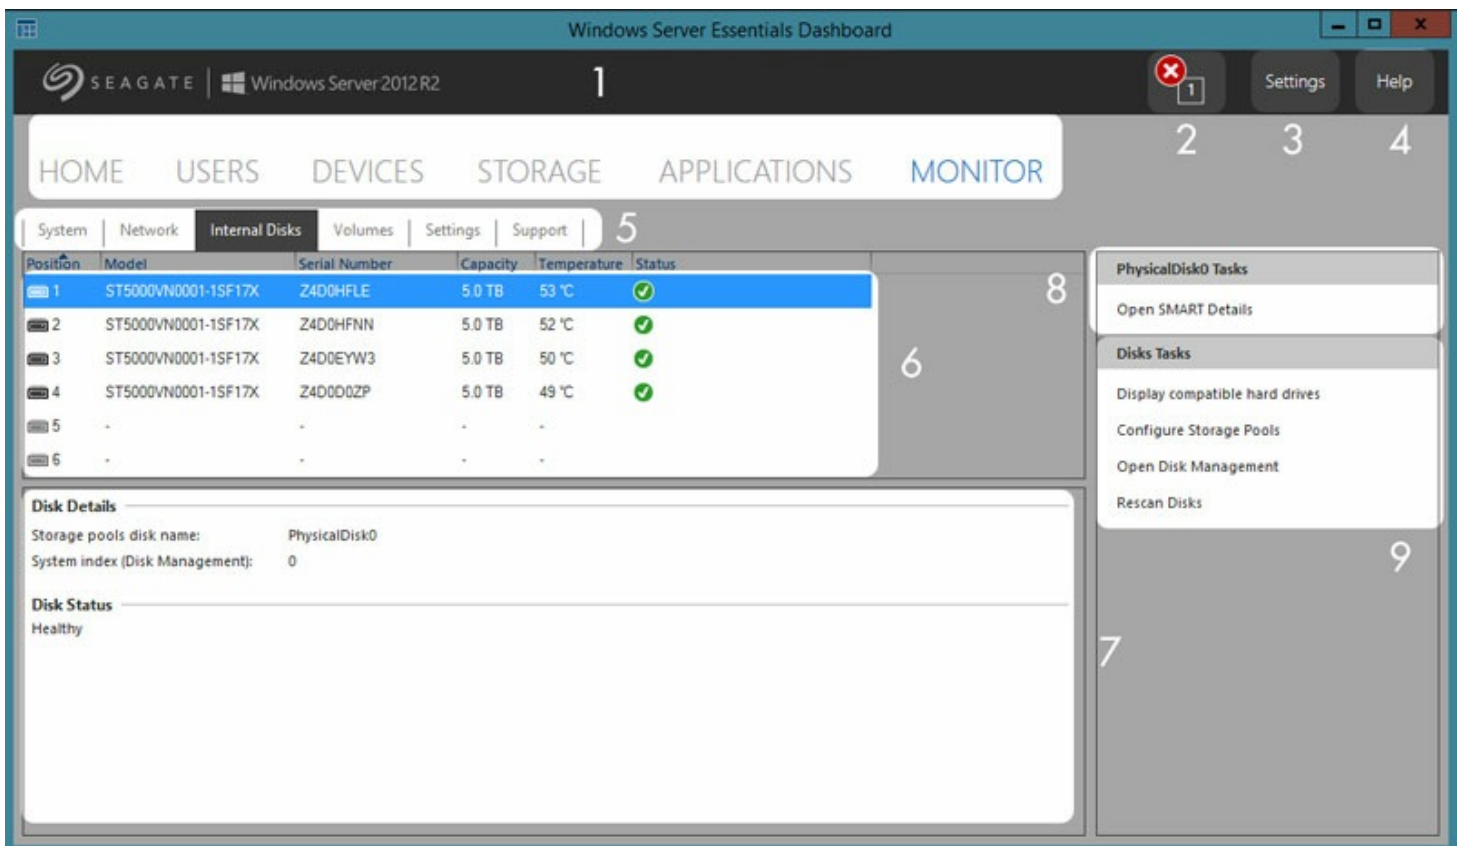 Windows Server Essentials Dashboard
SEAGATE | Windows Server 2012 R2
1
1
Settings
Help
2
3
4
HOME USERS DEVICES STORAGE APPLICATIONS MONITOR
System Network Internal Disks Volumes Settings Support
5
Position Model Serial Number Capacity Temperature Status
1 ST5000VN0001-1SF17X Z4D0HFLE 5.0 TB 53 °C
2 ST5000VN0001-1SF17X Z4D0HFNN 5.0 TB 52 °C
3 ST5000VN0001-1SF17X Z4D0EYW3 5.0 TB 50 °C
4 ST5000VN0001-1SF17X Z4D0D0ZP 5.0 TB 49 °C
5 - - - -
6 - - - -
6
8
PhysicalDisk0 Tasks
Open SMART Details
Disks Tasks
Display compatible hard drives
Configure Storage Pools
Open Disk Management
Rescan Disks
9
Disk Details
Storage pools disk name: PhysicalDisk0
System index (Disk Management): 0
Disk Status
Healthy
7